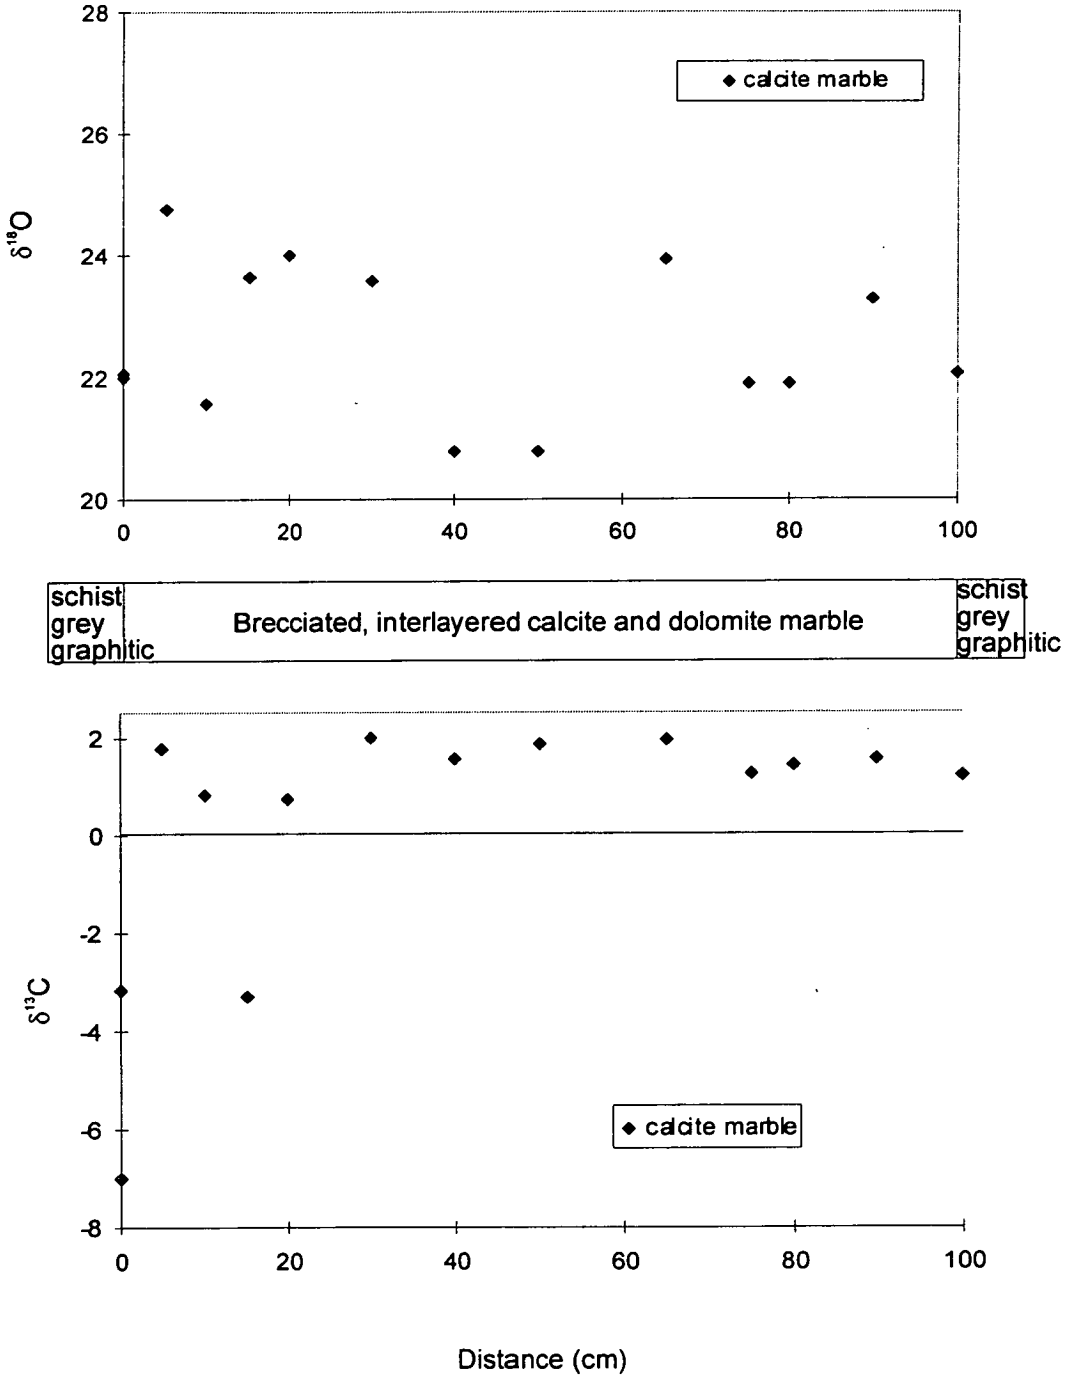 28
26
24
22
20
δ¹⁸O
◆ calcite marble
0 20 40 60 80 100
schist
grey
graphitic
Brecciated, interlayered calcite and dolomite marble
schist
grey
graphitic
2
0
-2
-4
-6
-8
δ¹³C
◆ calcite marble
0 20 40 60 80 100
Distance (cm)